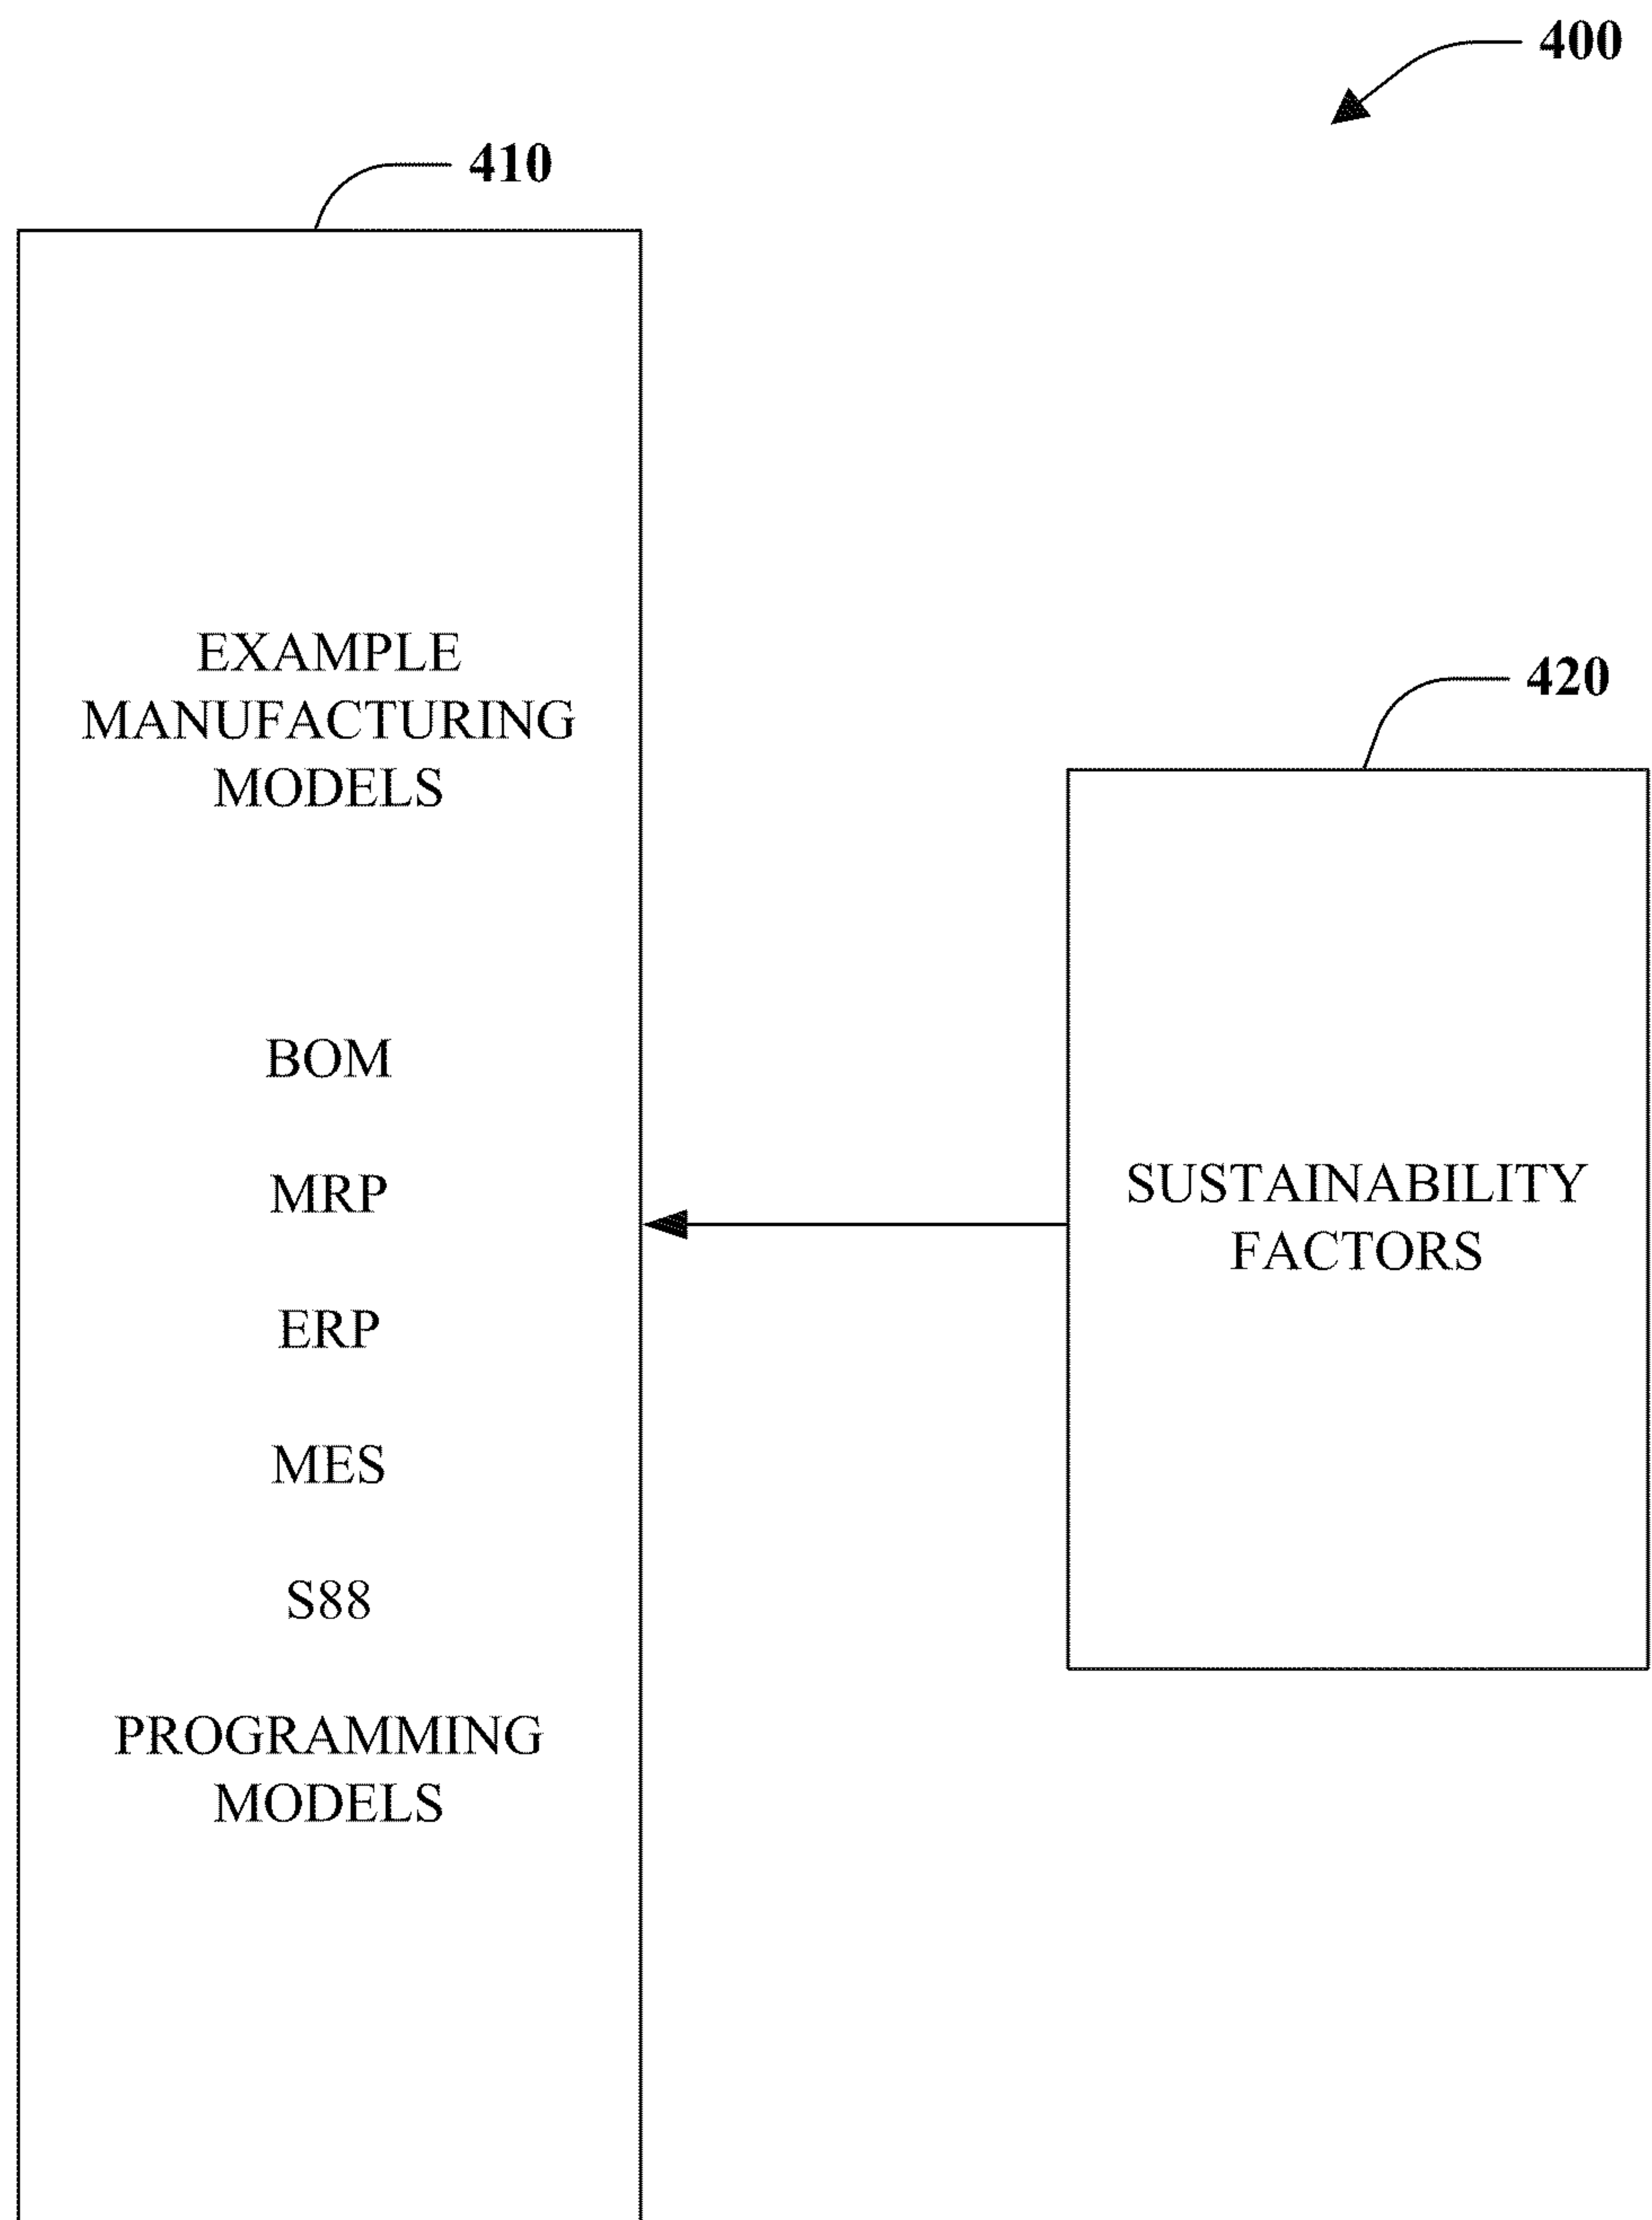 400
410
EXAMPLE
MANUFACTURING
MODELS
420
BOM
MRP
ERP
MES
S88
PROGRAMMING
MODELS
SUSTAINABILITY
FACTORS